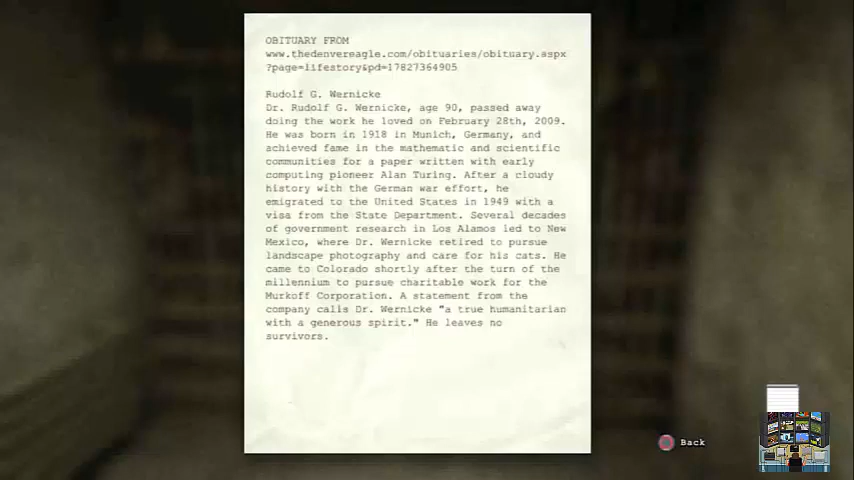 OBITUARY FROM
www.thedenvereagle.com/obituaries/obituary.aspx
?page=lifestory&pd=17827364905
Rudolf G. Wernicke
Dr. Rudolf G. Wernicke, age 90, passed away
doing the work he loved on February 28th, 2009.
He was born in 1918 in Munich, Germany, and
achieved fame in the mathematic and scientific
communities for a paper written with early
computing pioneer Alan Turing. After a cloudy
history with the German war effort, he
emigrated to the United States in 1949 with a
visa from the State Department. Several decades
of government research in Los Alamos led to New
Mexico, where Dr. Wernicke retired to pursue
landscape photography and care for his cats. He
came to Colorado shortly after the turn of the
millennium to pursue charitable work for the
Murkoff Corporation. A statement from the
company calls Dr. Wernicke "a true humanitarian
with a generous spirit." He leaves no
survivors.
Back